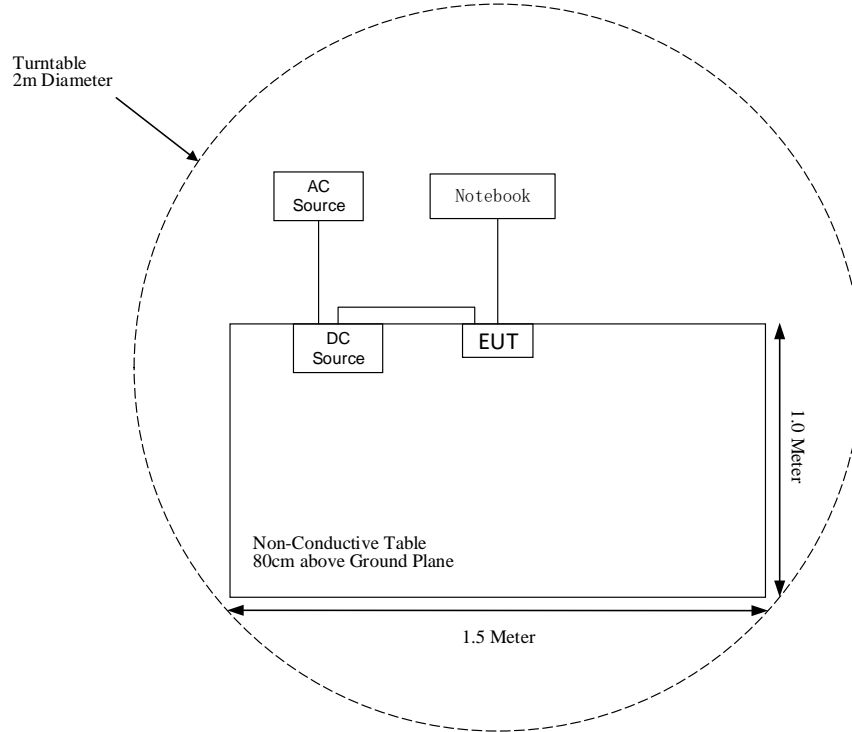 Turntable
2m Diameter
AC
Source
Notebook
DC
Source
EUT
1.0 Meter
Non-Conductive Table
80cm above Ground Plane
1.5 Meter